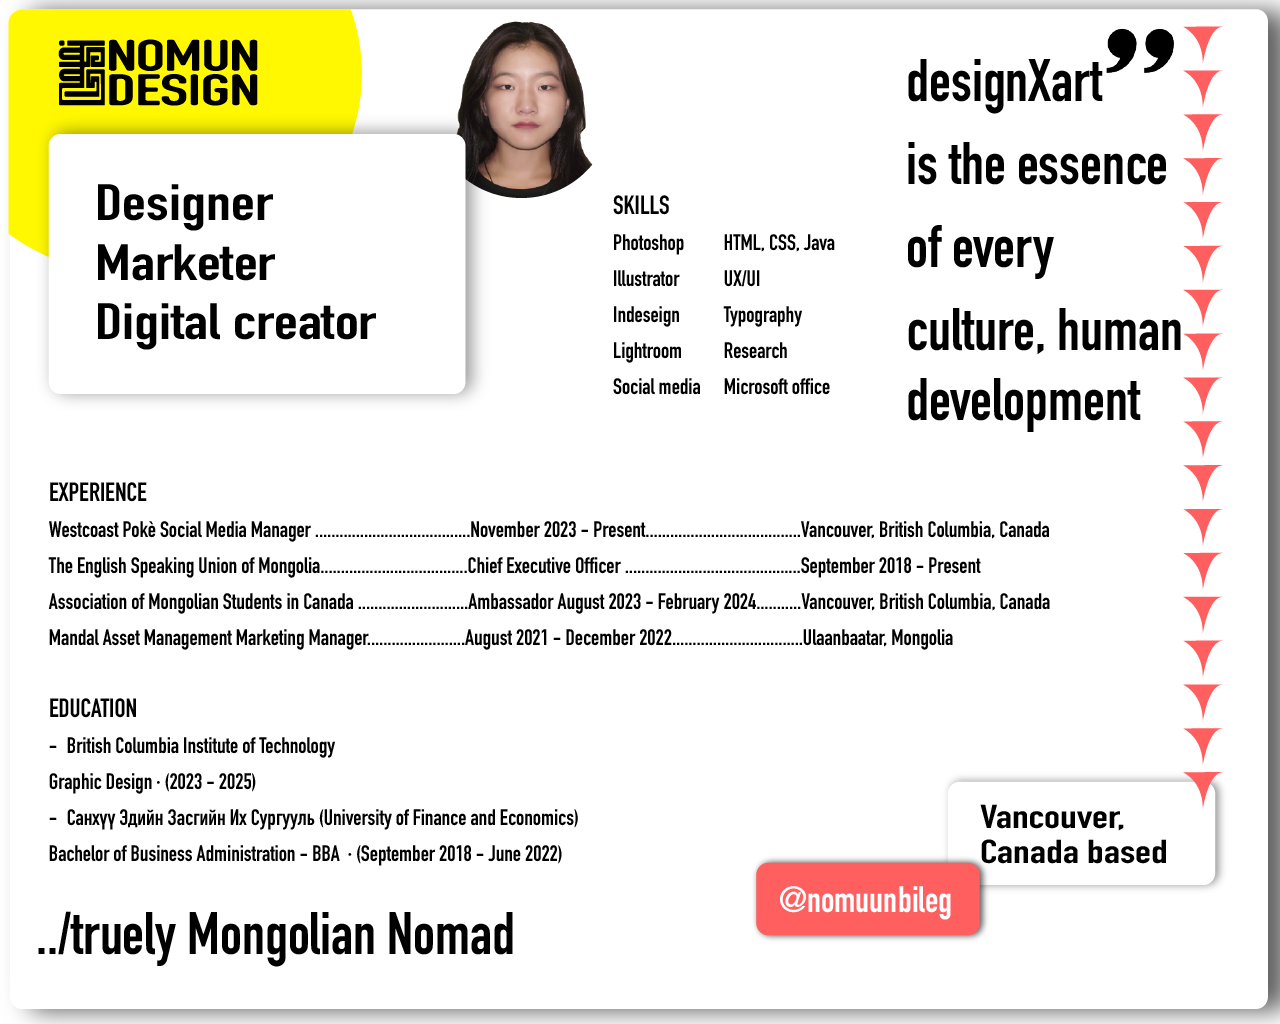 NOMUN
DESIGN
Designer
Marketer
Digital creator
SKILLS
Photoshop HTML, CSS, Java
Illustrator UX/UI
Indeseign Typography
Lightroom Research
Social media Microsoft office
designXart”
is the essence
of every
culture, human
development
EXPERIENCE
Westcoast Pokè Social Media Manager ......................................November 2023 - Present......................................Vancouver, British Columbia, Canada
The English Speaking Union of Mongolia....................................Chief Executive Officer ...........................................September 2018 - Present
Association of Mongolian Students in Canada ...........................Ambassador August 2023 - February 2024...........Vancouver, British Columbia, Canada
Mandal Asset Management Marketing Manager........................August 2021 - December 2022................................Ulaanbaatar, Mongolia
EDUCATION
- British Columbia Institute of Technology
Graphic Design · (2023 - 2025)
- Санхүү Эдийн Засгийн Их Сургууль (University of Finance and Economics)
Bachelor of Business Administration - BBA · (September 2018 - June 2022)
Vancouver,
Canada based
@nomuunbileg
../truely Mongolian Nomad